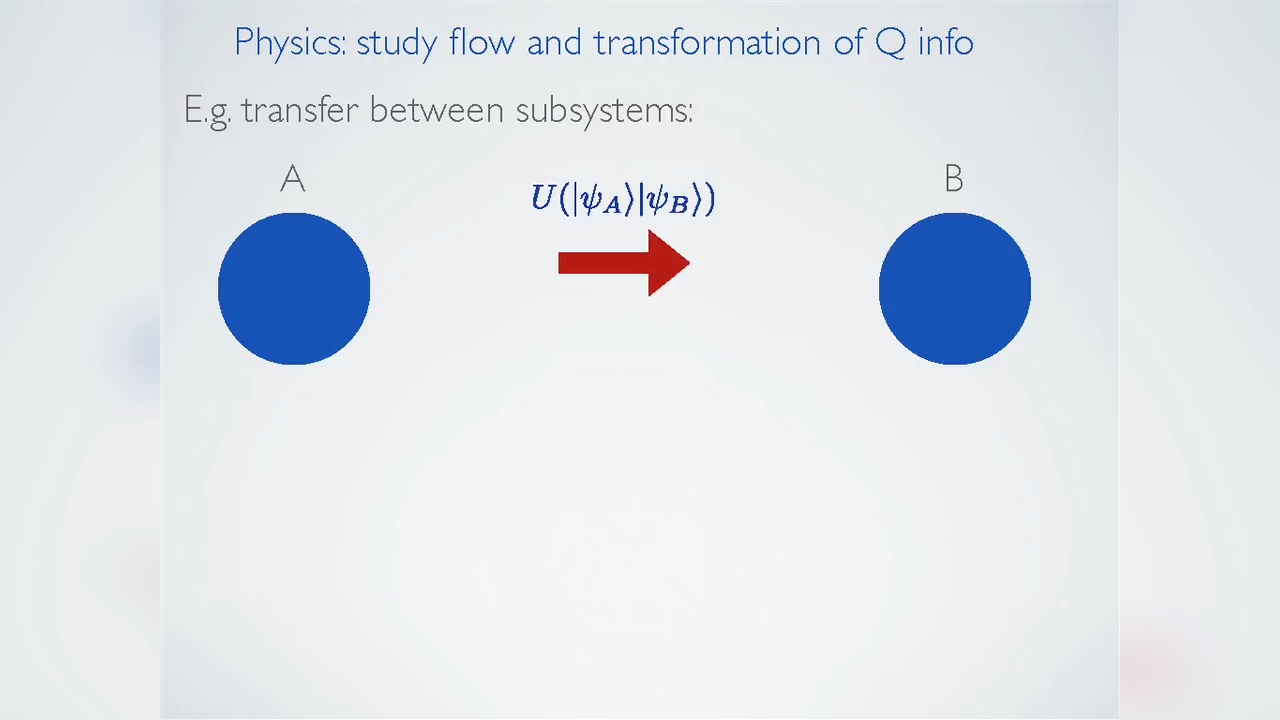 Physics: study flow and transformation of Q info
E.g. transfer between subsystems:
A
U(|ψ_A⟩|ψ_B⟩)
B